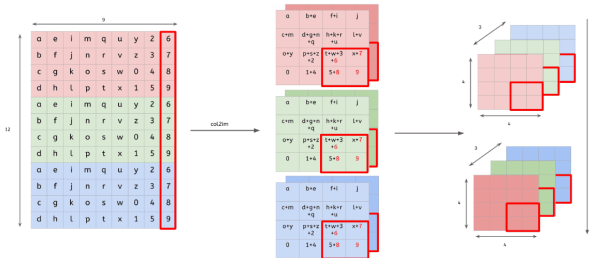 9
12
a e i m q u y 2 6
b f j n r v z 3 7
c g k o s w 0 4 8
d h l p t x 1 5 9
a e i m q u y 2 6
b f j n r v z 3 7
c g k o s w 0 4 8
d h l p t x 1 5 9
a e i m q u y 2 6
b f j n r v z 3 7
c g k o s w 0 4 8
d h l p t x 1 5 9
col2im
a b+e f+i j
c+m d+g+n h+k+r l+v
+q +u
o+y p+s+z t+w+3 x+7
+2 +6
0 1+4 5+8 9
a b+e f+i j
c+m d+g+n h+k+r l+v
+q +u
o+y p+s+z t+w+3 x+7
+2 +6
0 1+4 5+8 9
a b+e f+i j
c+m d+g+n h+k+r l+v
+q +u
o+y p+s+z t+w+3 x+7
+2 +6
0 1+4 5+8 9
3
4
4
3
4
4